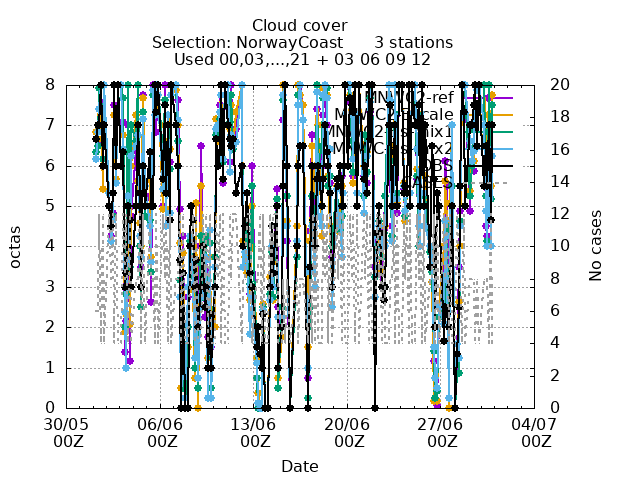 Cloud cover
Selection: NorwayCoast 3 stations
Used 00,03,...,21 + 03 06 09 12
octas
8
7
6
5
4
3
2
1
0
20
18
16
14
12
10
8
6
4
2
0
No cases
30/05 06/06 13/06 20/06 27/06 04/07
00Z 00Z 00Z 00Z 00Z 00Z
Date